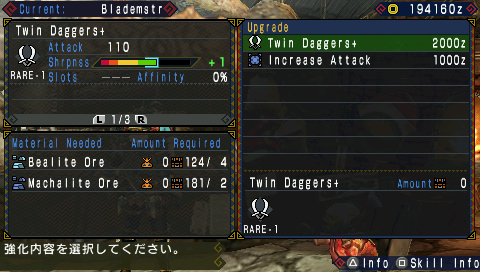 Current: Blademstr
194160z
Twin Daggers+
Attack 110
Shrpnss +1
RARE-1 Slots --- Affinity 0%
L 1/3 R
Material Needed Amount Required
Bealite Ore 0 124/ 4
Machalite Ore 0 181/ 2
Upgrade
Twin Daggers+ 2000z
Increase Attack 1000z
Twin Daggers+ Amount 0
RARE-1
強化内容を選択してください。
Info Skill Info